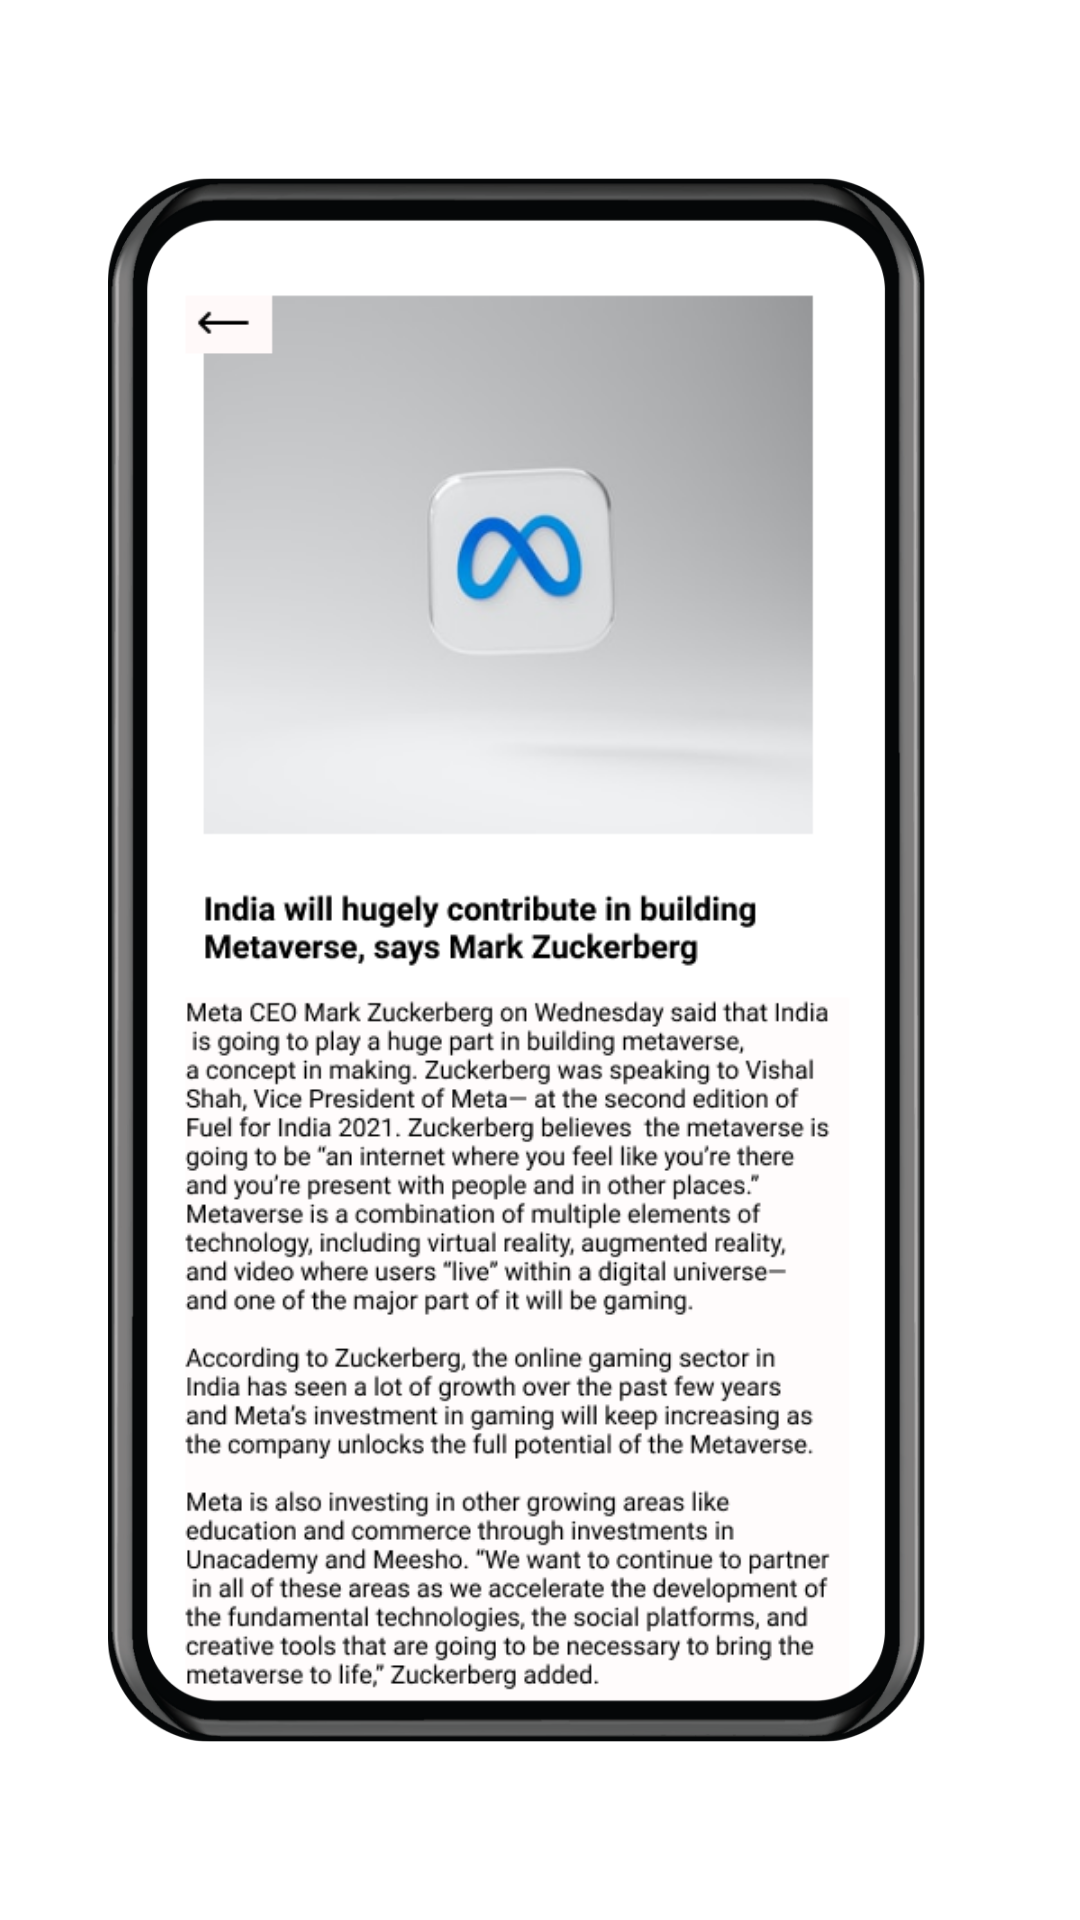 India will hugely contribute in building
Metaverse, says Mark Zuckerberg
Meta CEO Mark Zuckerberg on Wednesday said that India
is going to play a huge part in building metaverse,
a concept in making. Zuckerberg was speaking to Vishal
Shah, Vice President of Meta— at the second edition of
Fuel for India 2021. Zuckerberg believes  the metaverse is
going to be “an internet where you feel like you’re there
and you’re present with people and in other places.”
Metaverse is a combination of multiple elements of
technology, including virtual reality, augmented reality,
and video where users “live” within a digital universe—
and one of the major part of it will be gaming.
According to Zuckerberg, the online gaming sector in
India has seen a lot of growth over the past few years
and Meta’s investment in gaming will keep increasing as
the company unlocks the full potential of the Metaverse.
Meta is also investing in other growing areas like
education and commerce through investments in
Unacademy and Meesho. “We want to continue to partner
in all of these areas as we accelerate the development of
the fundamental technologies, the social platforms, and
creative tools that are going to be necessary to bring the
metaverse to life,” Zuckerberg added.